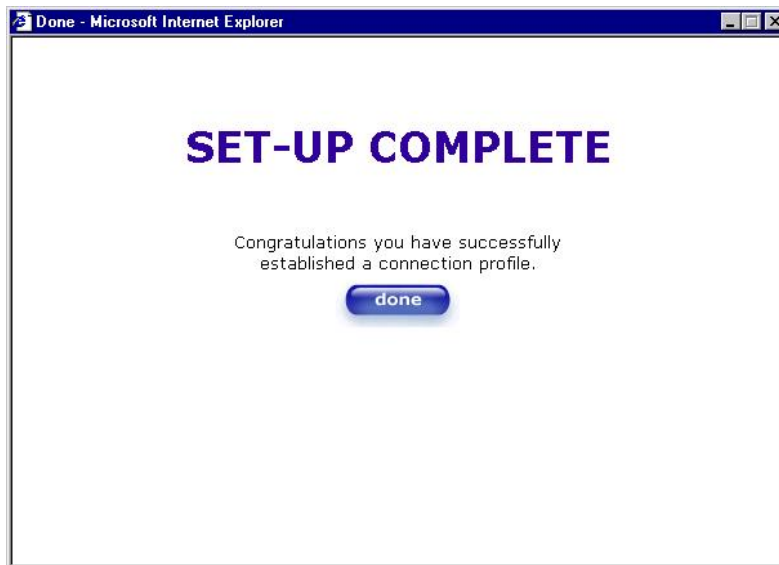 Done - Microsoft Internet Explorer
SET-UP COMPLETE
Congratulations you have successfully
established a connection profile.
done